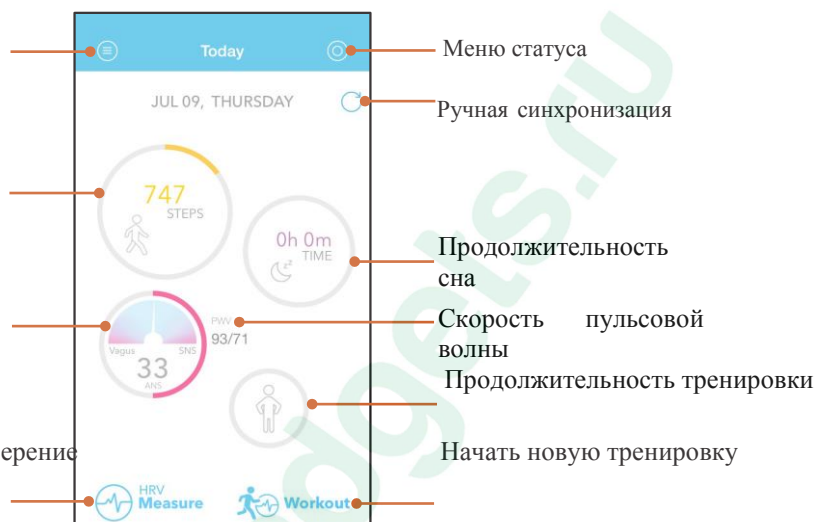 Today
Меню статуса
JUL 09, THURSDAY
Ручная синхронизация
747
STEPS
0h 0m
TIME
Продолжительность
сна
PWV
93/71
Скорость пульсовой
волны
Vagus
SNS
33
ANS
Продолжительность тренировки
ерение
Начать новую тренировку
HRV
Measure
Workout